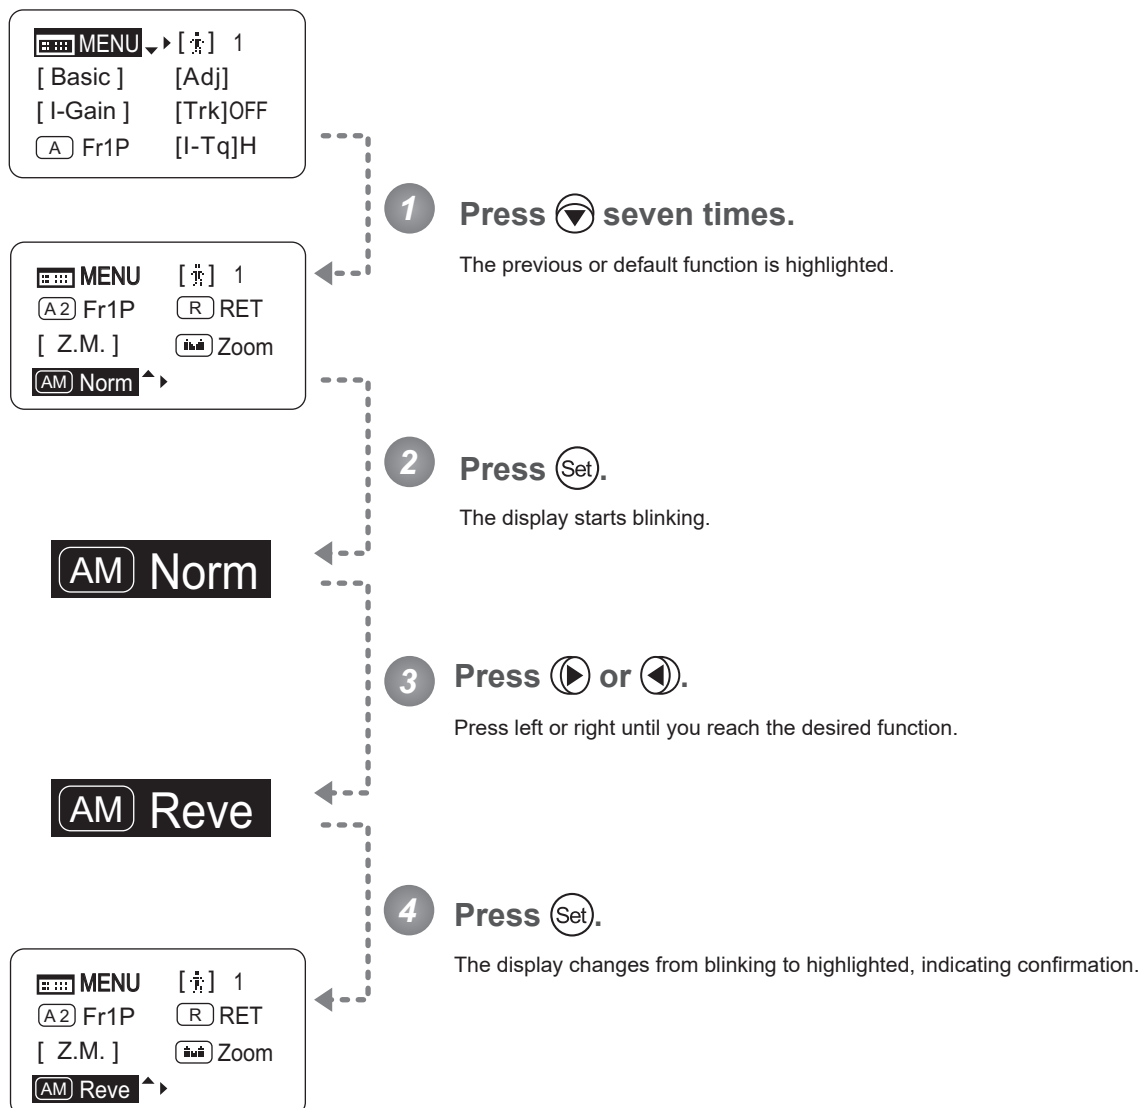 MENU [ ] 1
[ Basic ] [Adj]
[ I-Gain ] [Trk]OFF
A Fr1P [I-Tq]H
1 Press seven times.
The previous or default function is highlighted.
MENU [ ] 1
A2 Fr1P R RET
[ Z.M. ] Zoom
AM Norm
2 Press Set.
The display starts blinking.
AM Norm
3 Press or .
Press left or right until you reach the desired function.
AM Reve
4 Press Set.
The display changes from blinking to highlighted, indicating confirmation.
MENU [ ] 1
A2 Fr1P R RET
[ Z.M. ] Zoom
AM Reve